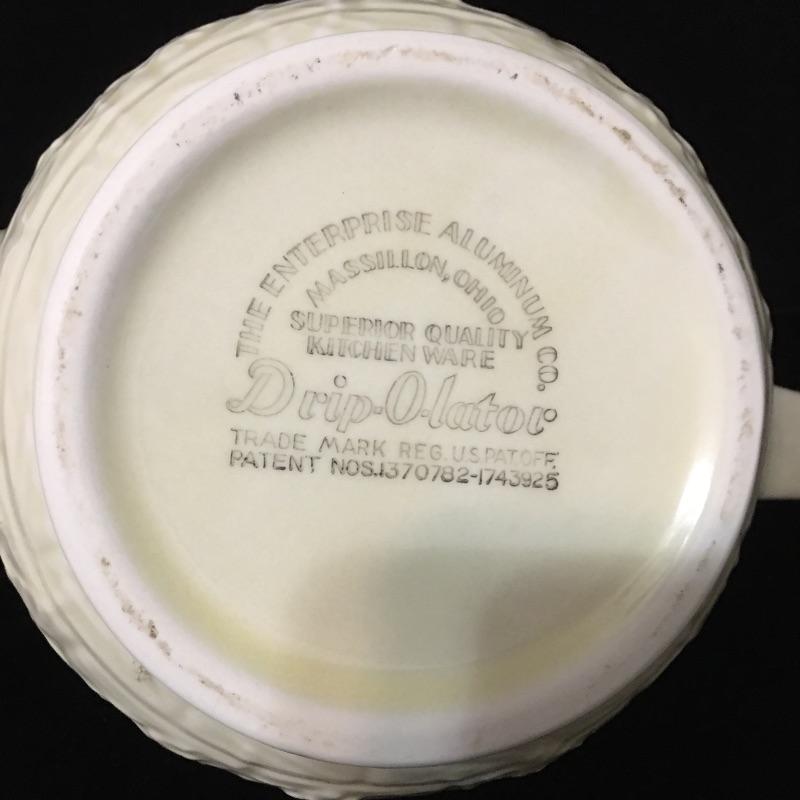 THE ENTERPRISE ALUMINUM CO.
MASSILLON, OHIO
SUPERIOR QUALITY
KITCHEN WARE
Drip-O-lator
TRADE MARK REG. U.S. PAT. OFF.
PATENT NOS. 1370782-1743925